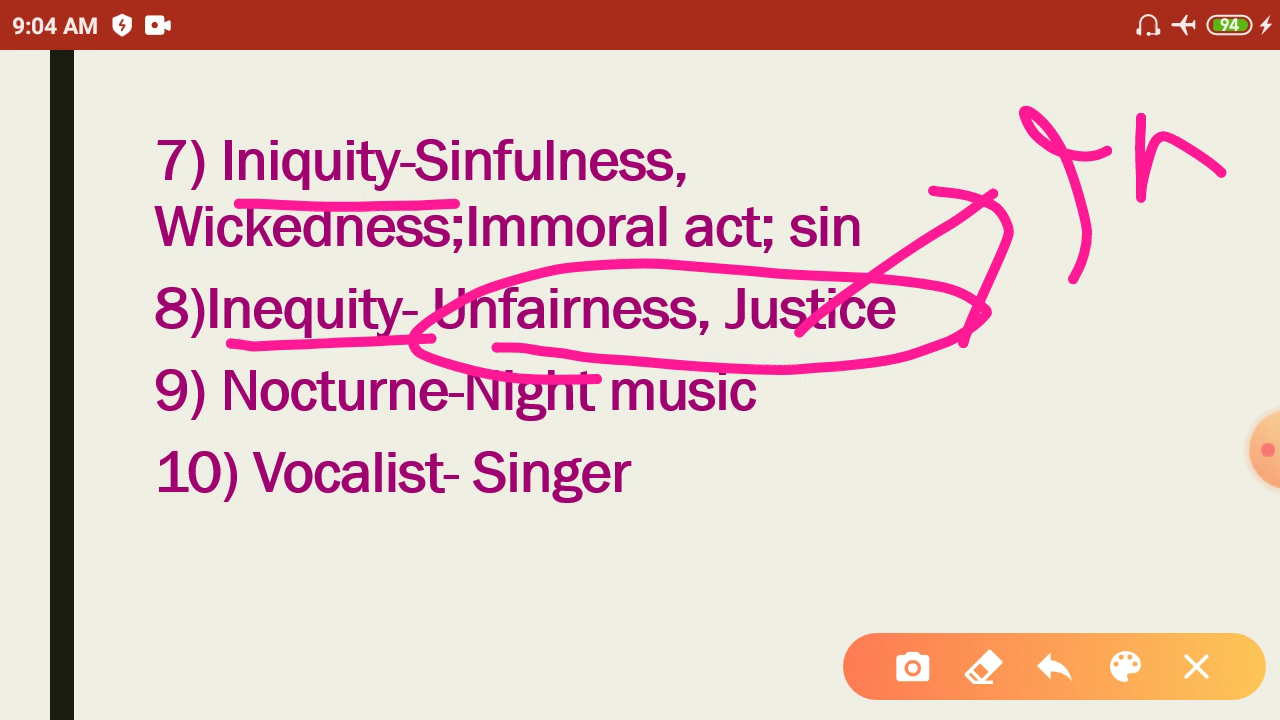 9:04 AM 94
7) Iniquity-Sinfulness,
Wickedness;Immoral act; sin
8)Inequity- Unfairness, Justice
9) Nocturne-Night music
10) Vocalist- Singer